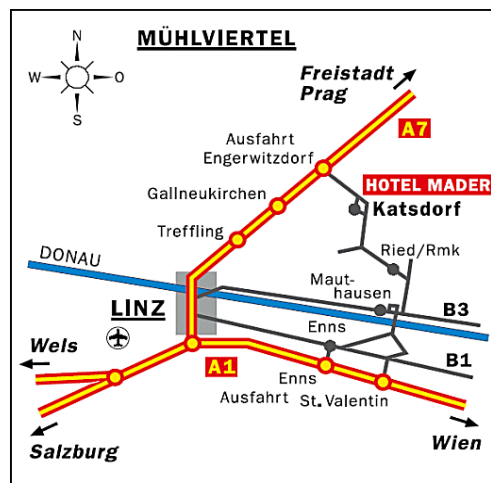 MÜHLVIERTEL
N
W
O
S
Freistadt
Prag
A7
Ausfahrt
Engerwitzdorf
HOTEL MADER
Gallneukirchen
Katsdorf
Treffling
Ried/Rmk
DONAU
Maut-
hausen
LINZ
B3
Enns
Wels
B1
A1
Enns
Ausfahrt
St. Valentin
Salzburg
Wien